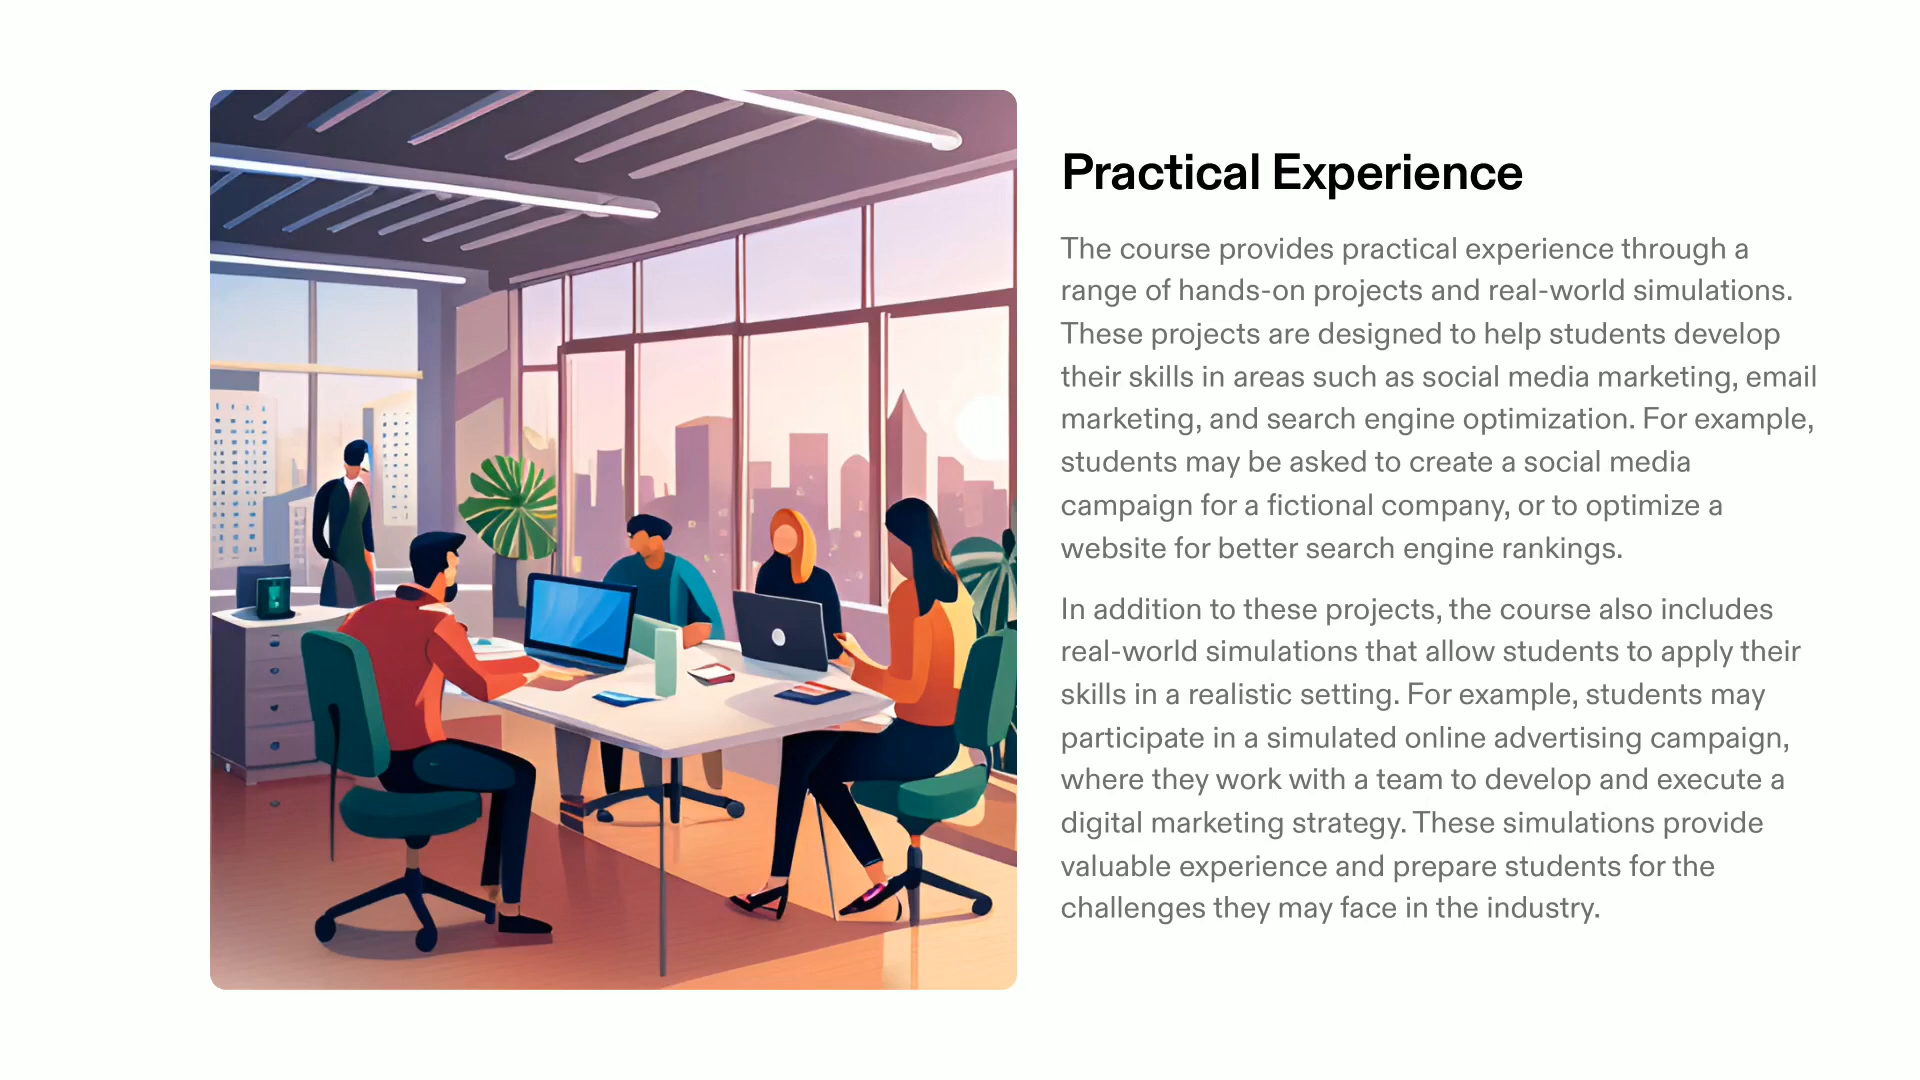 Practical Experience
The course provides practical experience through a
range of hands-on projects and real-world simulations.
These projects are designed to help students develop
their skills in areas such as social media marketing, email
marketing, and search engine optimization. For example,
students may be asked to create a social media
campaign for a fictional company, or to optimize a
website for better search engine rankings.
In addition to these projects, the course also includes
real-world simulations that allow students to apply their
skills in a realistic setting. For example, students may
participate in a simulated online advertising campaign,
where they work with a team to develop and execute a
digital marketing strategy. These simulations provide
valuable experience and prepare students for the
challenges they may face in the industry.